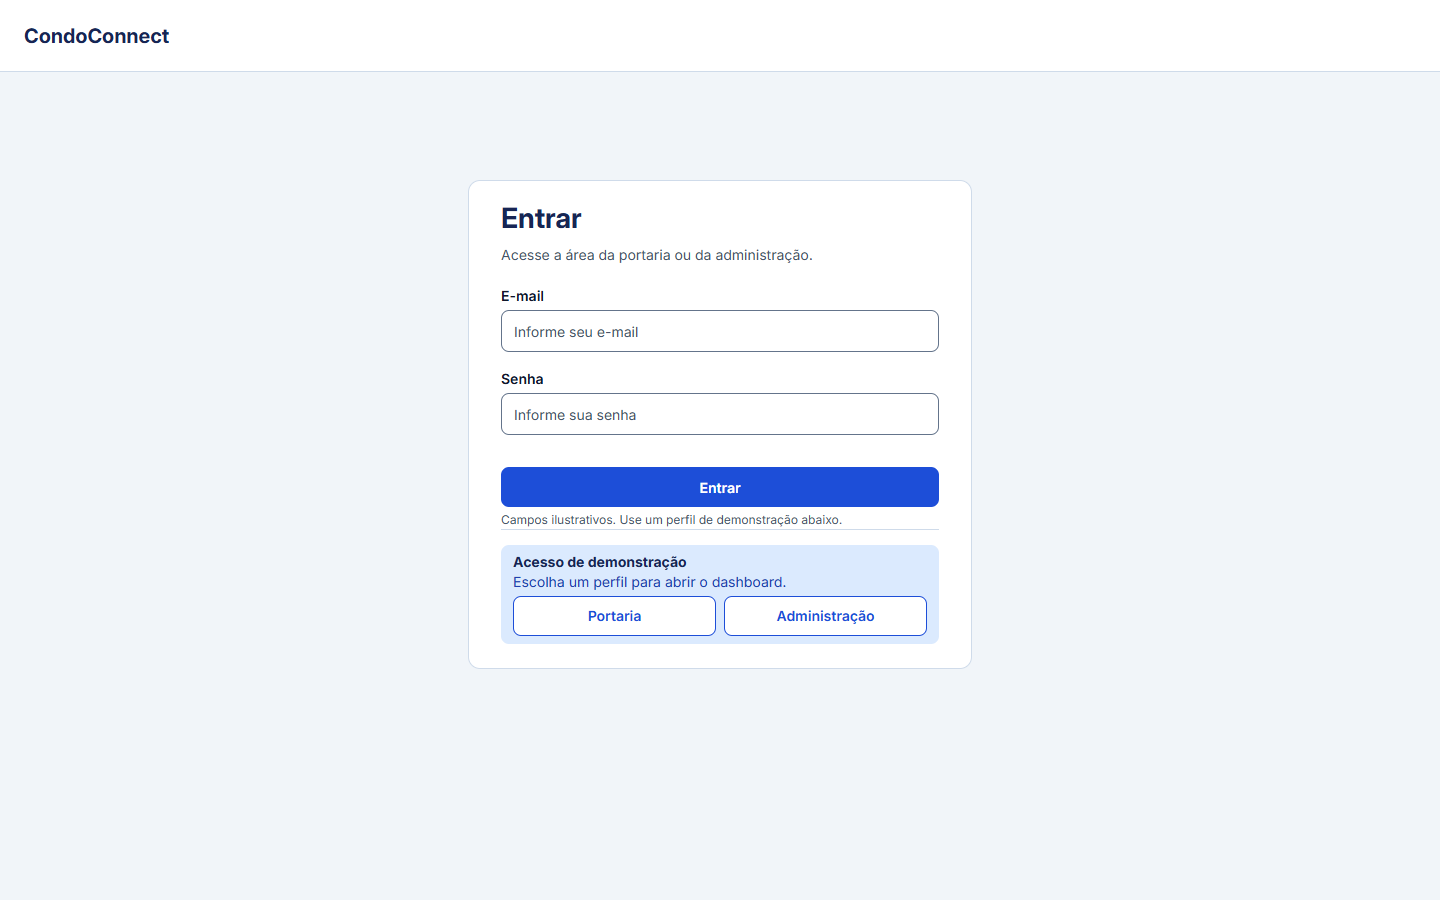 CondoConnect
Entrar
Acesse a área da portaria ou da administração.
E-mail
Informe seu e-mail
Senha
Informe sua senha
Entrar
Campos ilustrativos. Use um perfil de demonstração abaixo.
Acesso de demonstração
Escolha um perfil para abrir o dashboard.
Portaria
Administração